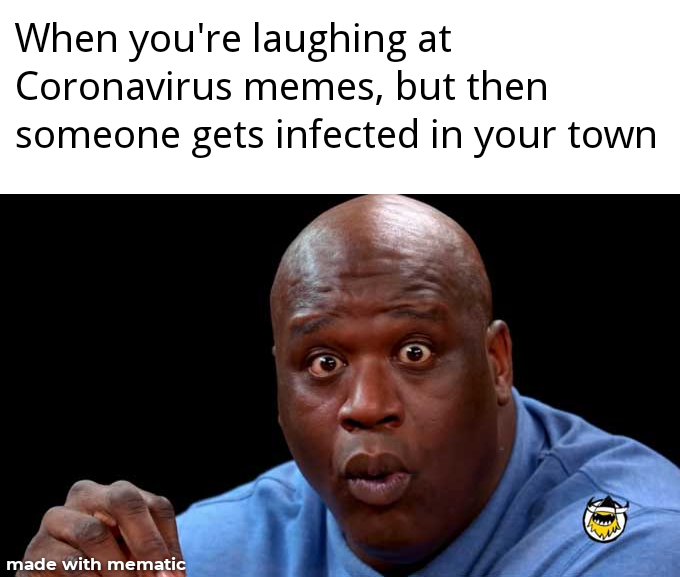 When you're laughing at
Coronavirus memes, but then
someone gets infected in your town
made with mematic